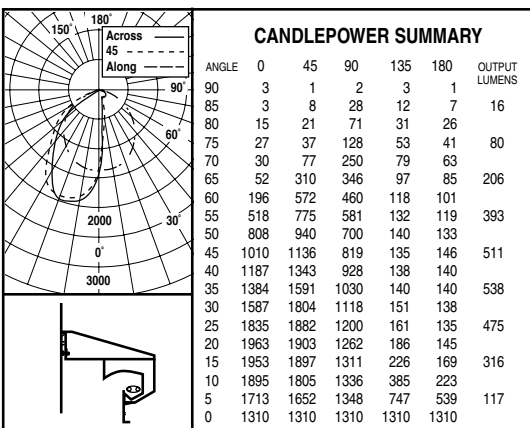 180°
150°
Across
45
Along
90°
60°
2000
30°
0°
3000
CANDLEPOWER SUMMARY
ANGLE 0 45 90 135 180 OUTPUT LUMENS
90 3 1 2 3 1
85 3 8 28 12 7 16
80 15 21 71 31 26
75 27 37 128 53 41 80
70 30 77 250 79 63
65 52 310 346 97 85 206
60 196 572 460 118 101
55 518 775 581 132 119 393
50 808 940 700 140 133
45 1010 1136 819 135 146 511
40 1187 1343 928 138 140
35 1384 1591 1030 140 140 538
30 1587 1804 1118 151 138
25 1835 1882 1200 161 135 475
20 1963 1903 1262 186 145
15 1953 1897 1311 226 169 316
10 1895 1805 1336 385 223
5 1713 1652 1348 747 539 117
0 1310 1310 1310 1310 1310